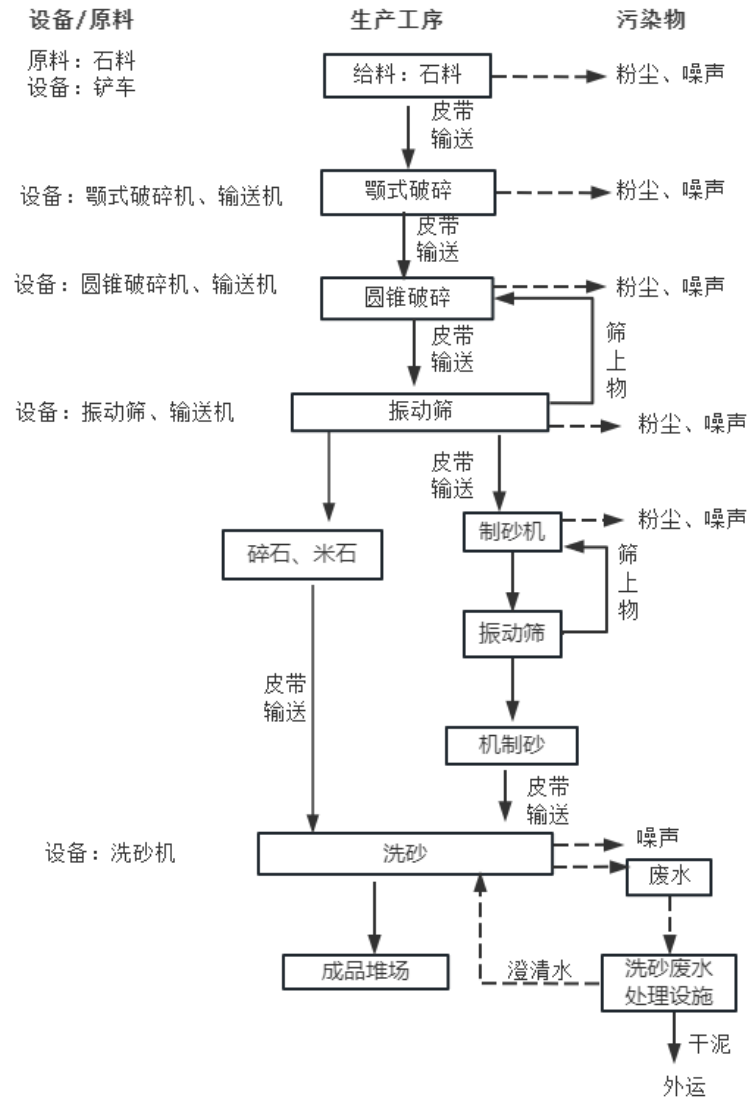 设备/原料
生产工序
污染物
原料：石料
设备：铲车
给料：石料
粉尘、噪声
皮带
输送
设备：颚式破碎机、输送机
颚式破碎
粉尘、噪声
皮带
输送
设备：圆锥破碎机、输送机
圆锥破碎
粉尘、噪声
皮带
输送
筛
上
物
设备：振动筛、输送机
振动筛
粉尘、噪声
皮带
输送
碎石、米石
制砂机
粉尘、噪声
筛
上
物
振动筛
皮带
输送
机制砂
皮带
输送
设备：洗砂机
洗砂
噪声
废水
成品堆场
澄清水
洗砂废水
处理设施
干泥
外运